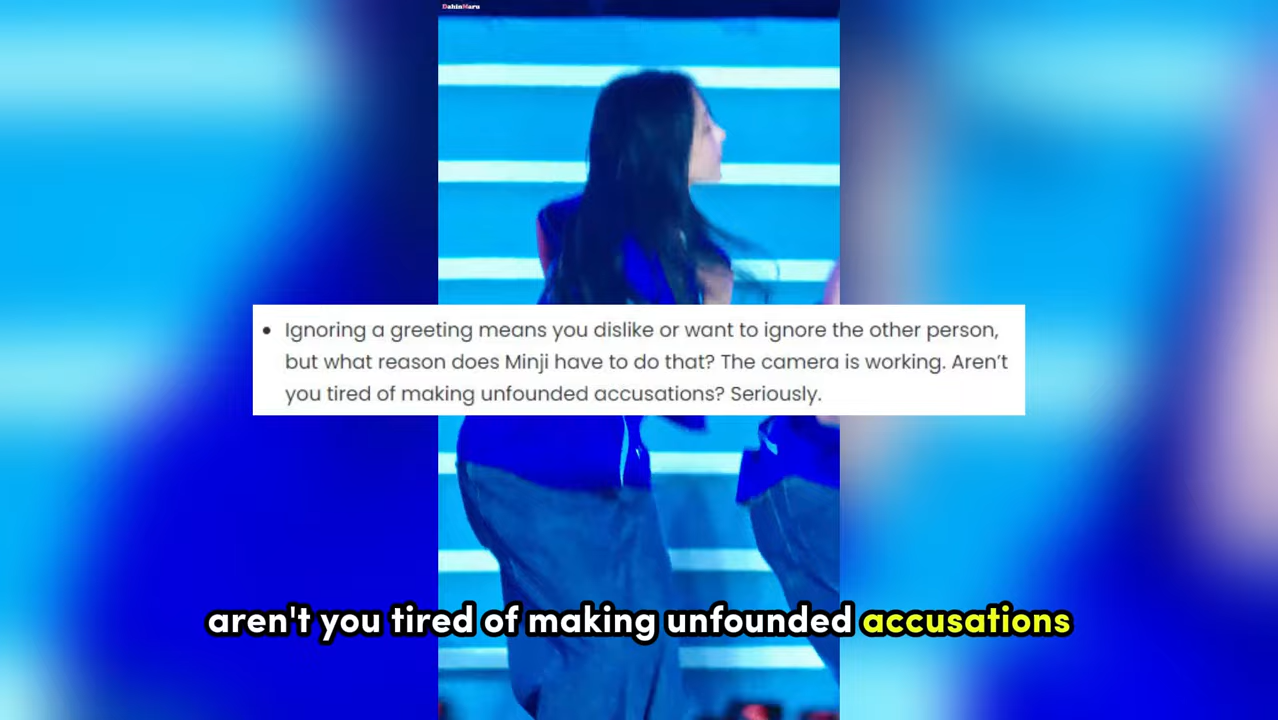 DahinMaru
• Ignoring a greeting means you dislike or want to ignore the other person,
but what reason does Minji have to do that? The camera is working. Aren’t
you tired of making unfounded accusations? Seriously.
aren't you tired of making unfounded accusations